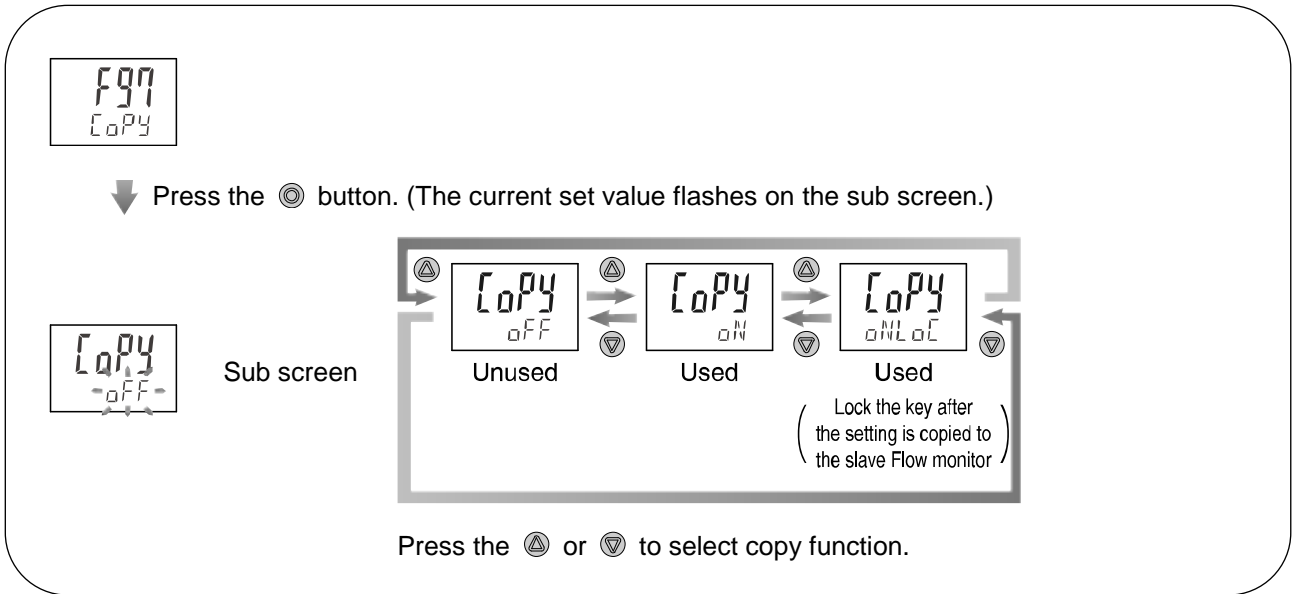 F97
CoPY
Press the button. (The current set value flashes on the sub screen.)
CoPY
oFF
Sub screen
CoPY CoPY CoPY
oFF oN oNLoC
Unused Used Used
( Lock the key after
the setting is copied to
the slave Flow monitor )
Press the or to select copy function.